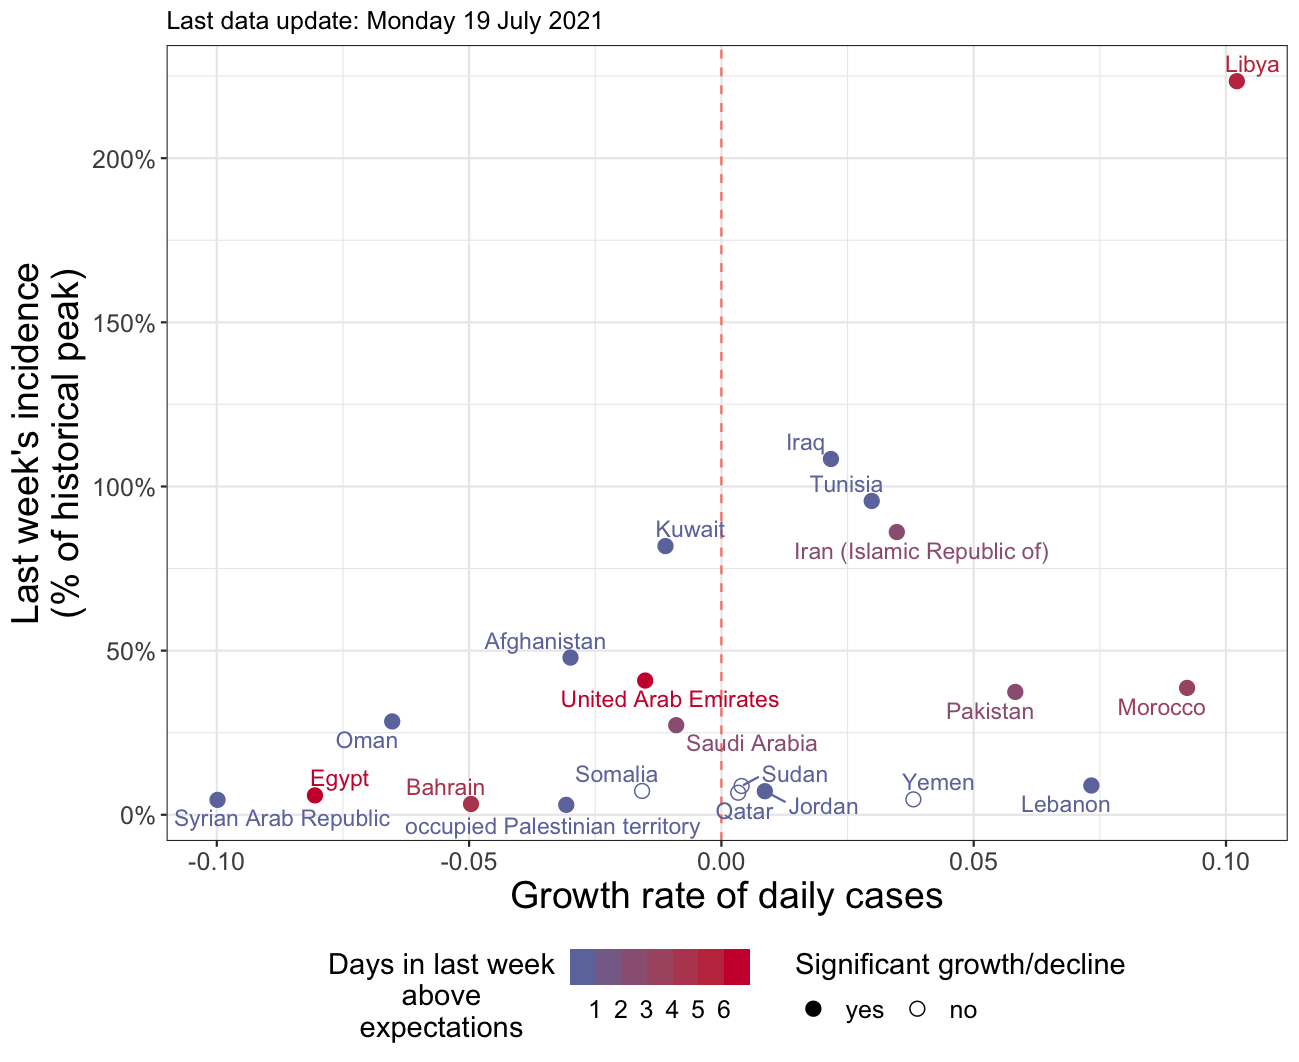 Last data update: Monday 19 July 2021
Last week's incidence
(% of historical peak)
200%
150%
100%
50%
0%
Libya
Iraq
Tunisia
Kuwait
Iran (Islamic Republic of)
Afghanistan
United Arab Emirates
Pakistan
Morocco
Oman
Saudi Arabia
Egypt
Bahrain
Somalia
Sudan
Yemen
Syrian Arab Republic
occupied Palestinian territory
Qatar
Jordan
Lebanon
-0.10 -0.05 0.00 0.05 0.10
Growth rate of daily cases
Days in last week
above
expectations
1 2 3 4 5 6
Significant growth/decline
yes no